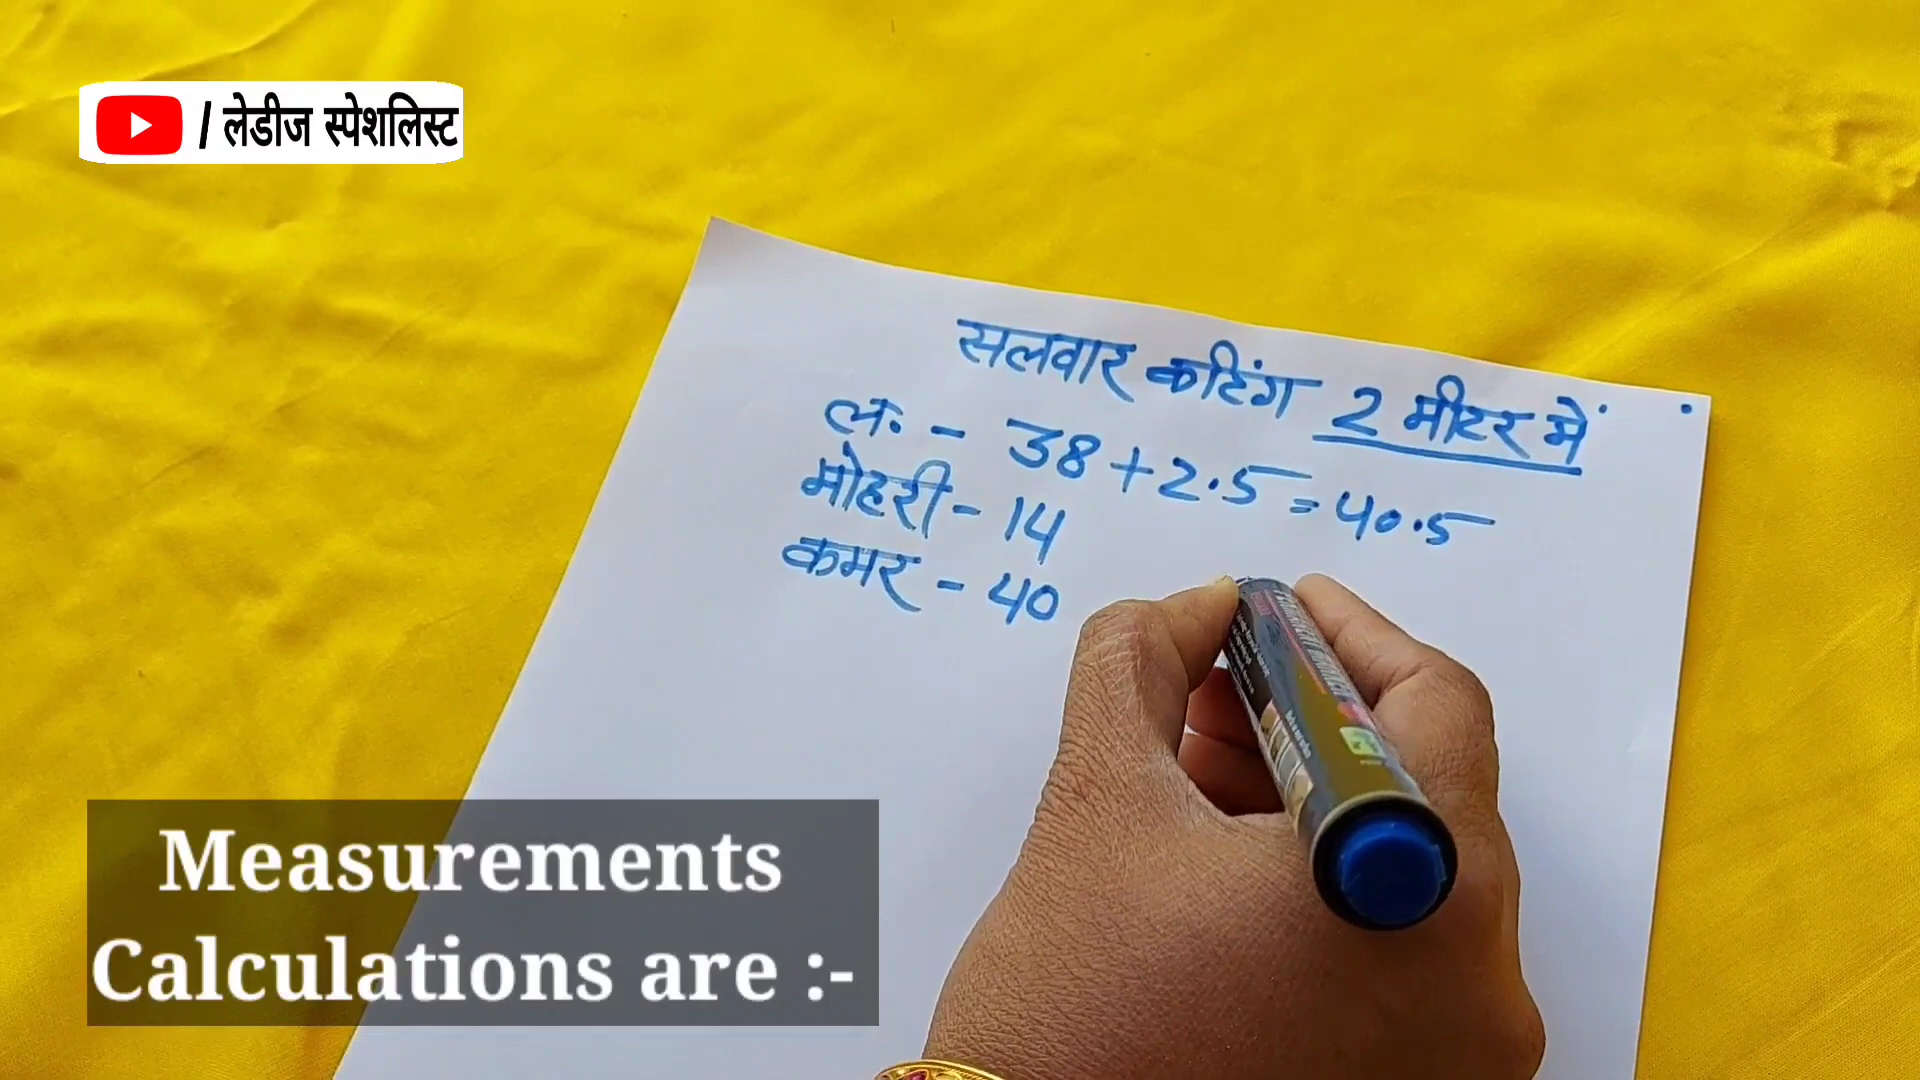 / लेडीज स्पेशलिस्ट
सलवार कटिंग 2 मीटर में
ल. - 38 + 2.5 = 40.5
मोहरी - 14
कमर - 40
Measurements
Calculations are :-